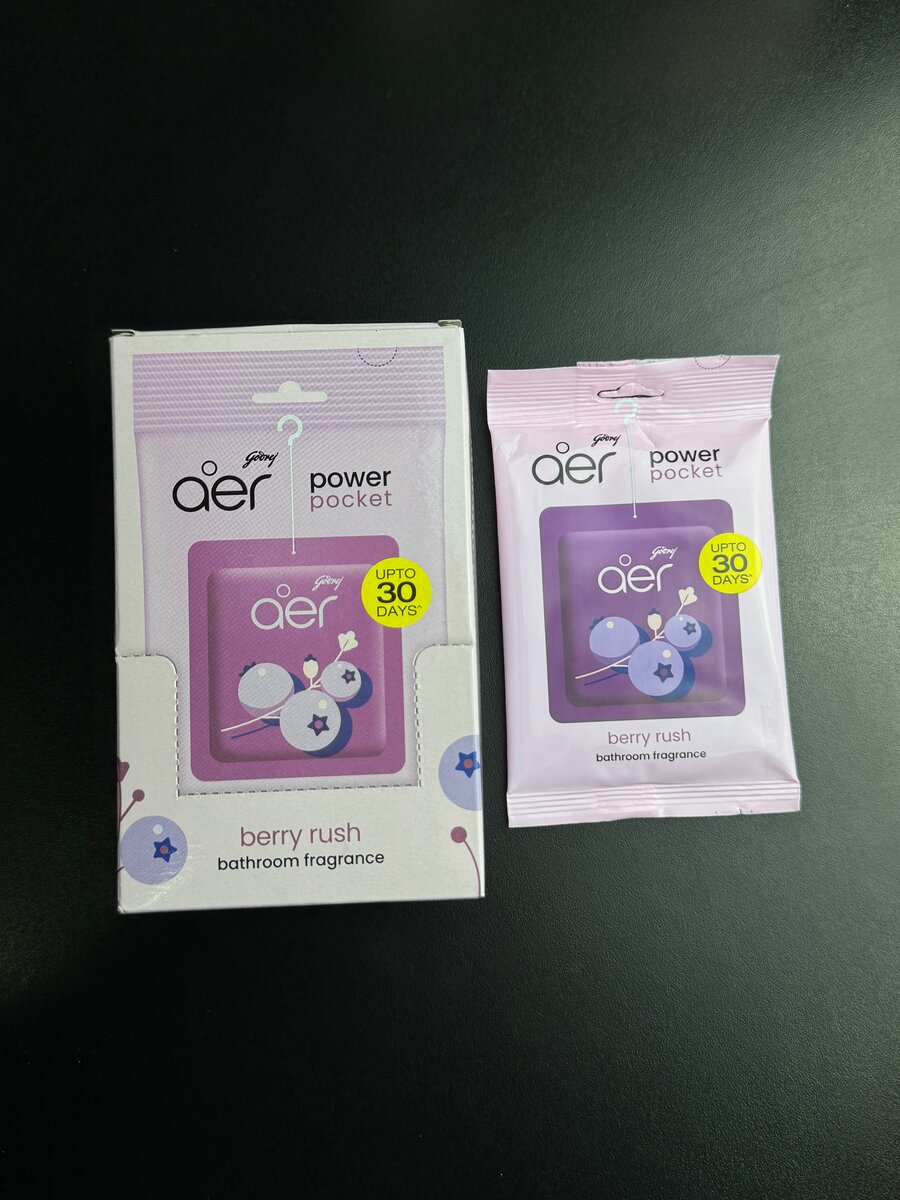 Godrej
aer
power
pocket
Godrej
aer
UPTO
30
DAYS^
berry rush
bathroom fragrance
Godrej
aer
power
pocket
Godrej
aer
UPTO
30
DAYS^
berry rush
bathroom fragrance